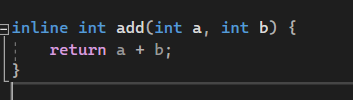 inline int add(int a, int b) {
    return a + b;
}